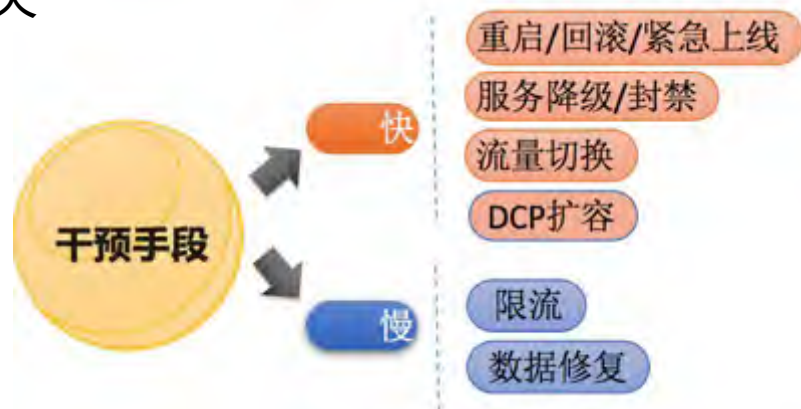 干预手段
快
重启/回滚/紧急上线
服务降级/封禁
流量切换
DCP扩容
慢
限流
数据修复